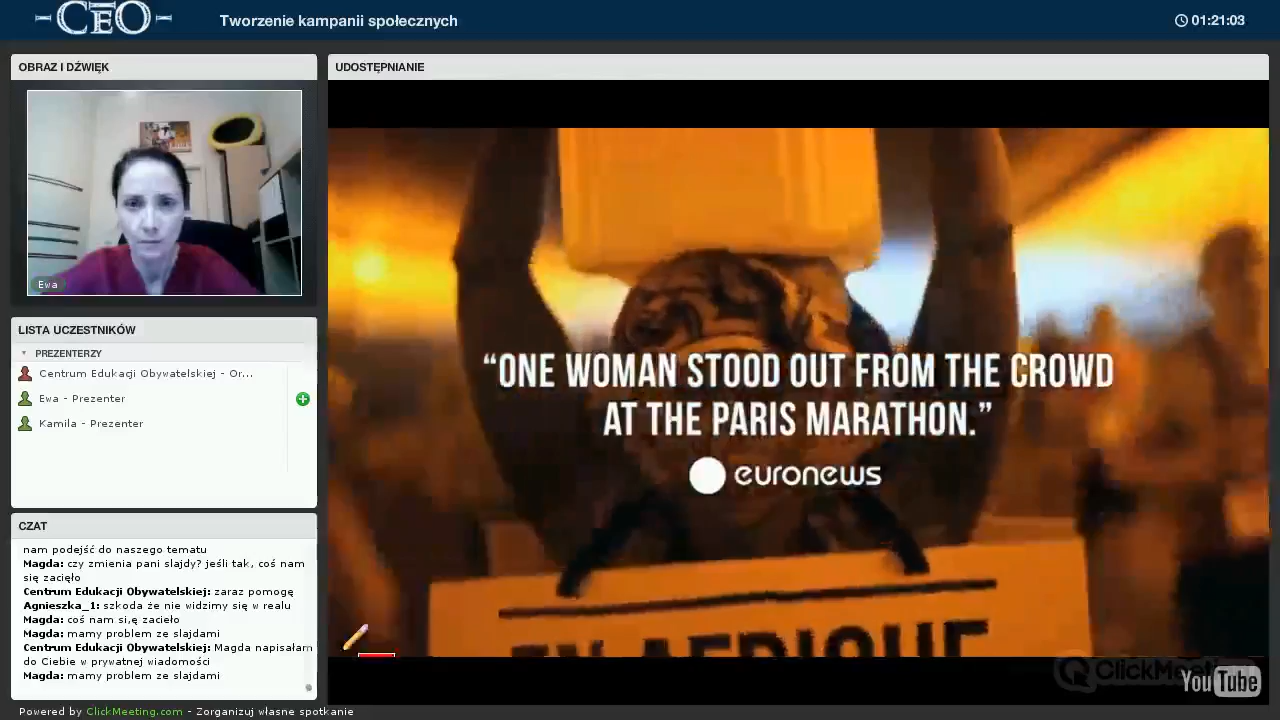 CEO
Tworzenie kampanii społecznych
01:21:03
OBRAZ I DŹWIĘK
Ewa
LISTA UCZESTNIKÓW
PREZENTERZY
Centrum Edukacji Obywatelskiej - Or...
Ewa - Prezenter
Kamila - Prezenter
CZAT
nam podejść do naszego tematu
Magda: czy zmienia pani slajdy? jeśli tak, coś nam
się zacięło
Centrum Edukacji Obywatelskiej: zaraz pomogę
Agnieszka_1: szkoda że nie widzimy się w realu
Magda: coś nam si,ę zacieło
Magda: mamy problem ze slajdami
Centrum Edukacji Obywatelskiej: Magda napisałam
do Ciebie w prywatnej wiadomości
Magda: mamy problem ze slajdami
Powered by ClickMeeting.com - Zorganizuj własne spotkanie
UDOSTĘPNIANIE
“ONE WOMAN STOOD OUT FROM THE CROWD
AT THE PARIS MARATHON.”
euronews
EN AFRIQUE
ClickMeeting
YouTube